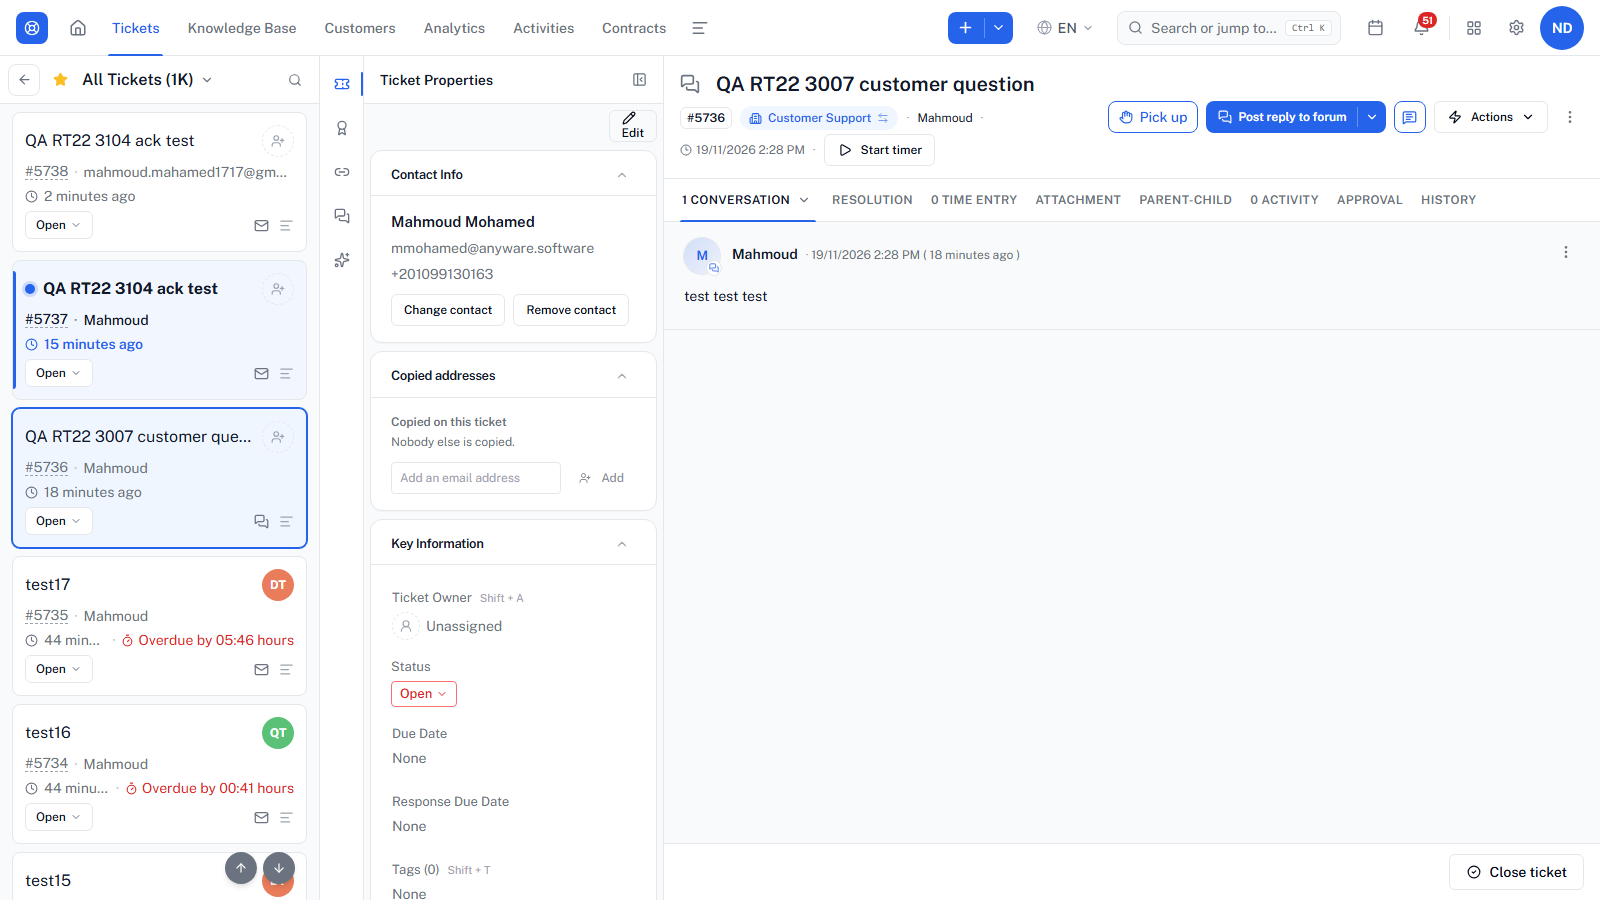 Tickets
Knowledge Base
Customers
Analytics
Activities
Contracts
EN
Search or jump to...
Ctrl K
51
ND
All Tickets (1K)
QA RT22 3104 ack test
#5738 · mahmoud.mahamed1717@gm...
2 minutes ago
Open
QA RT22 3104 ack test
#5737 · Mahmoud
15 minutes ago
Open
QA RT22 3007 customer que...
#5736 · Mahmoud
18 minutes ago
Open
test17
DT
#5735 · Mahmoud
44 min... · Overdue by 05:46 hours
Open
test16
QT
#5734 · Mahmoud
44 minu... · Overdue by 00:41 hours
Open
test15
Ticket Properties
Edit
Contact Info
Mahmoud Mohamed
mmohamed@anyware.software
+201099130163
Change contact
Remove contact
Copied addresses
Copied on this ticket
Nobody else is copied.
Add an email address
Add
Key Information
Ticket Owner Shift + A
Unassigned
Status
Open
Due Date
None
Response Due Date
None
Tags (0) Shift + T
None
QA RT22 3007 customer question
#5736
Customer Support
· Mahmoud ·
19/11/2026 2:28 PM ·
Start timer
Pick up
Post reply to forum
Actions
1 CONVERSATION
RESOLUTION
0 TIME ENTRY
ATTACHMENT
PARENT-CHILD
0 ACTIVITY
APPROVAL
HISTORY
M
Mahmoud · 19/11/2026 2:28 PM ( 18 minutes ago )
test test test
Close ticket